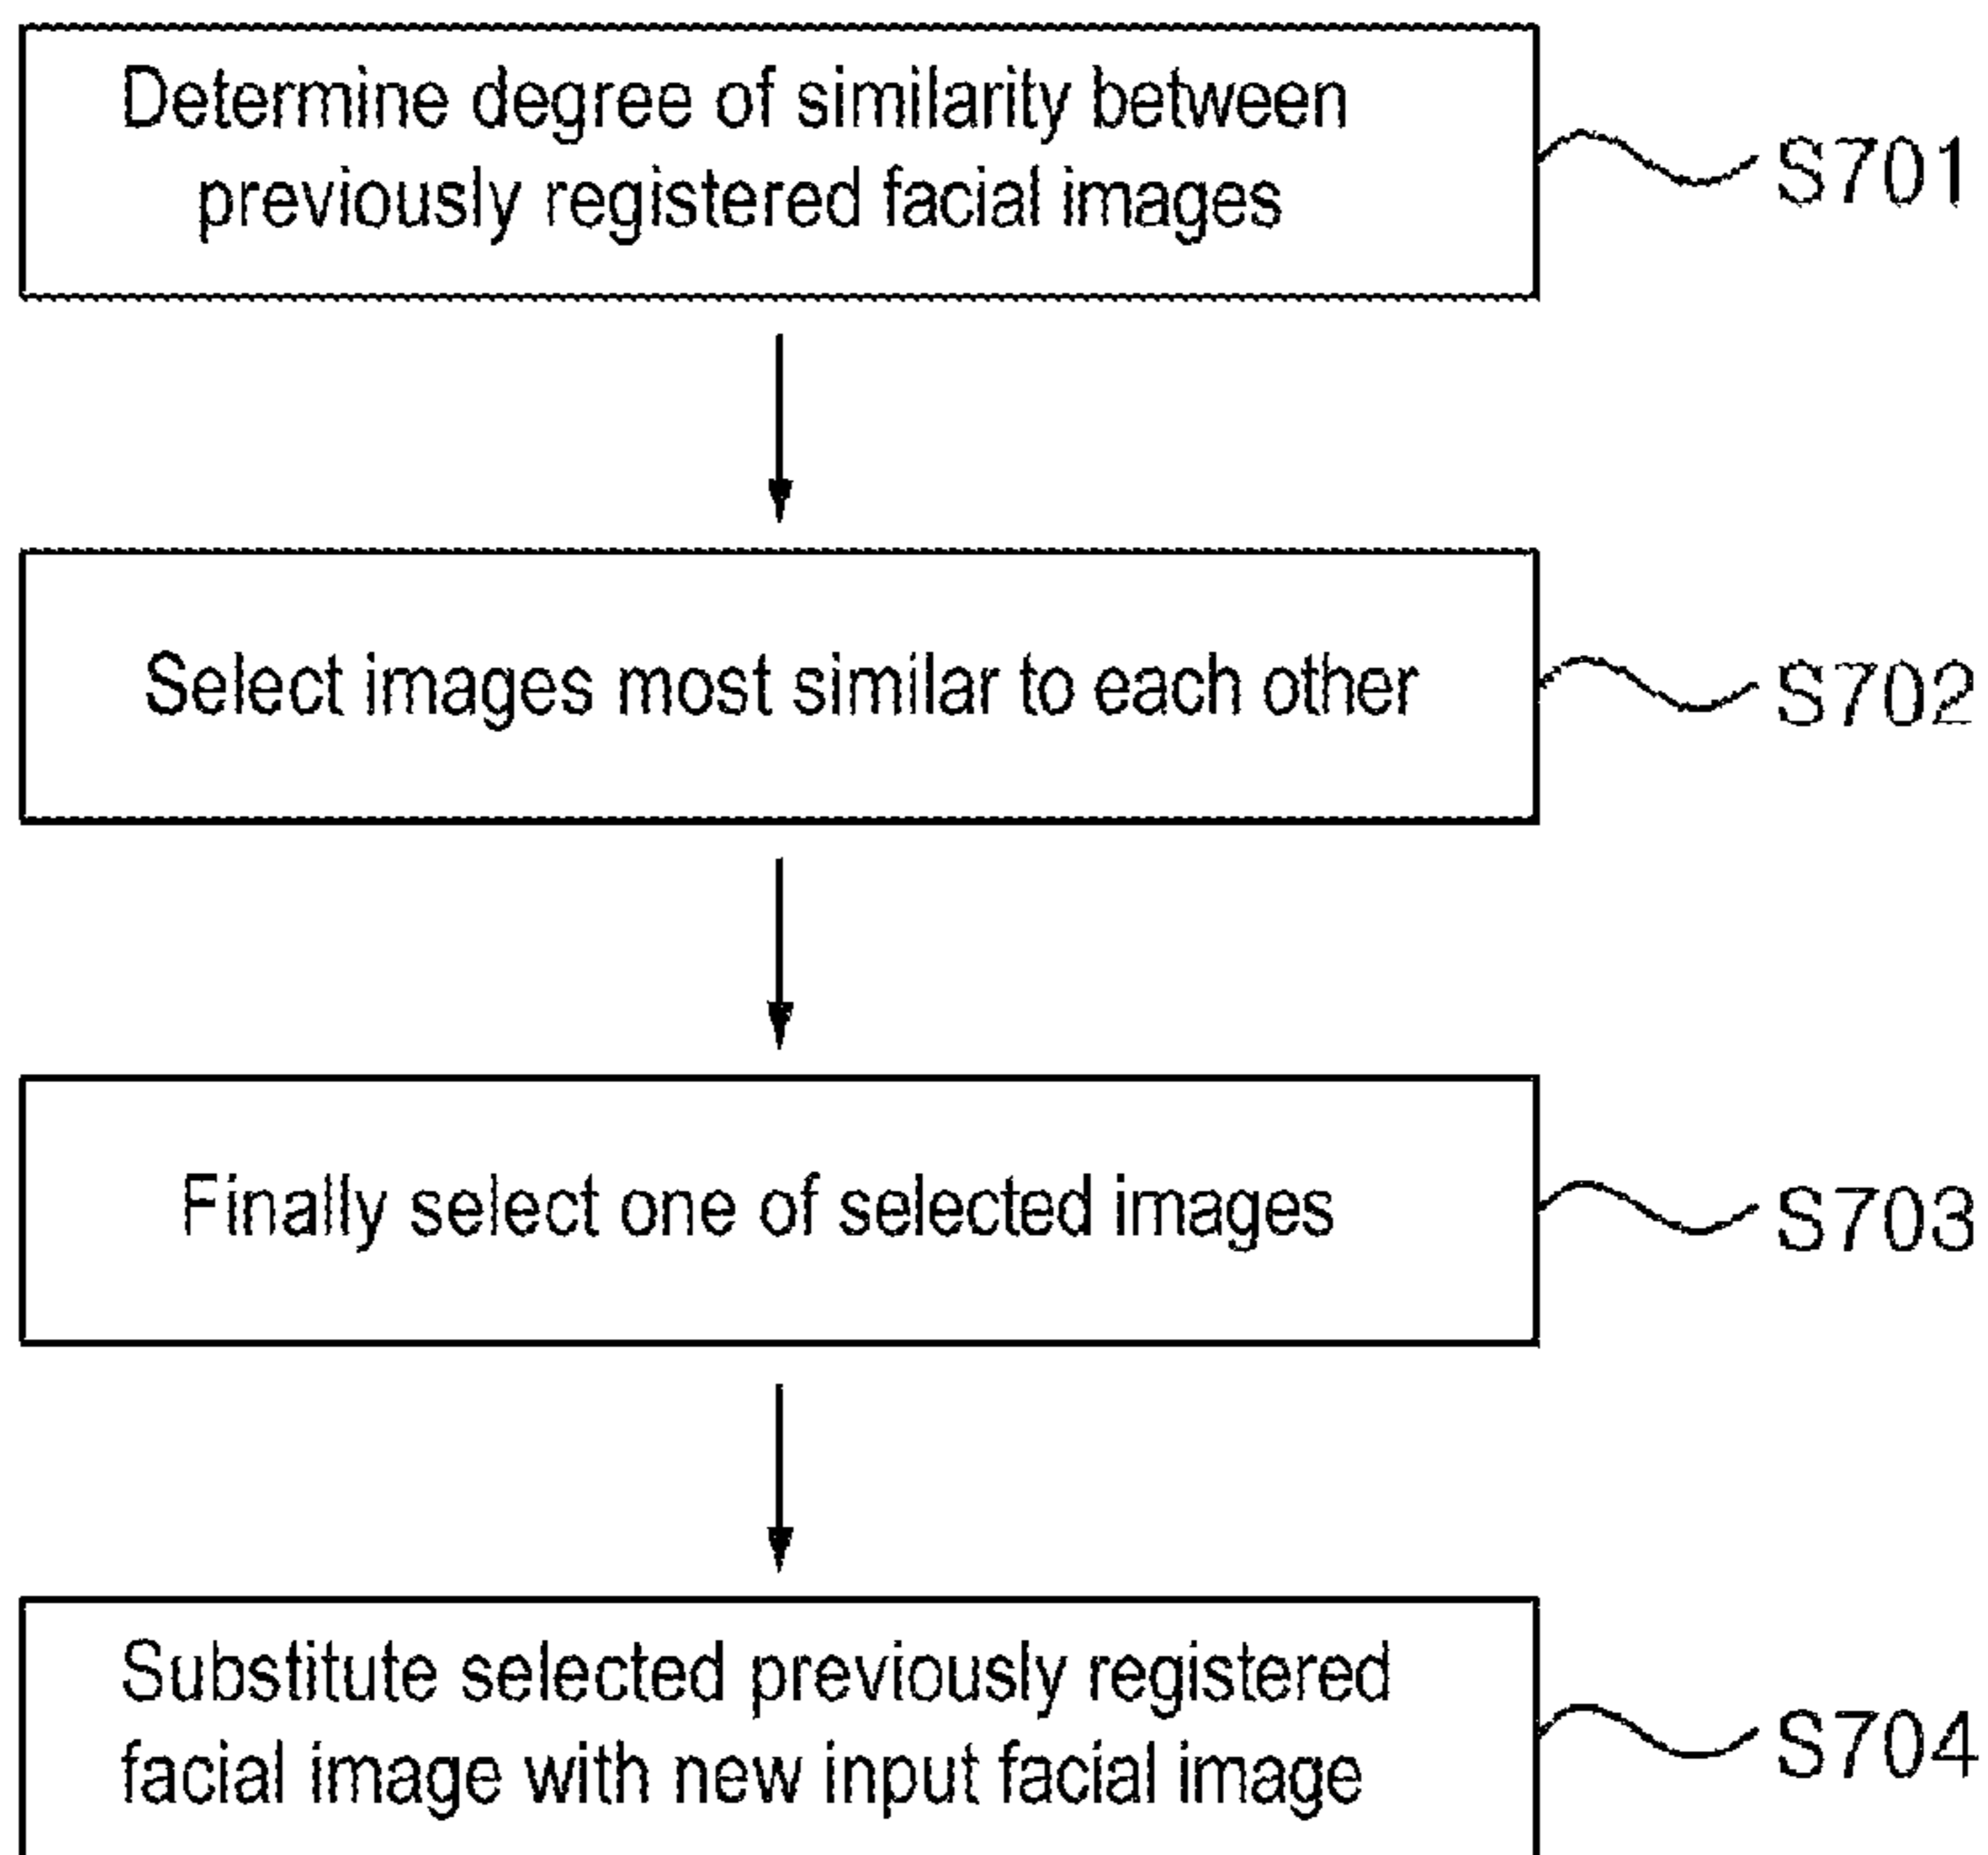 Determine degree of similarity between
previously registered facial images
S701
Select images most similar to each other
S702
Finally select one of selected images
S703
Substitute selected previously registered
facial image with new input facial image
S704